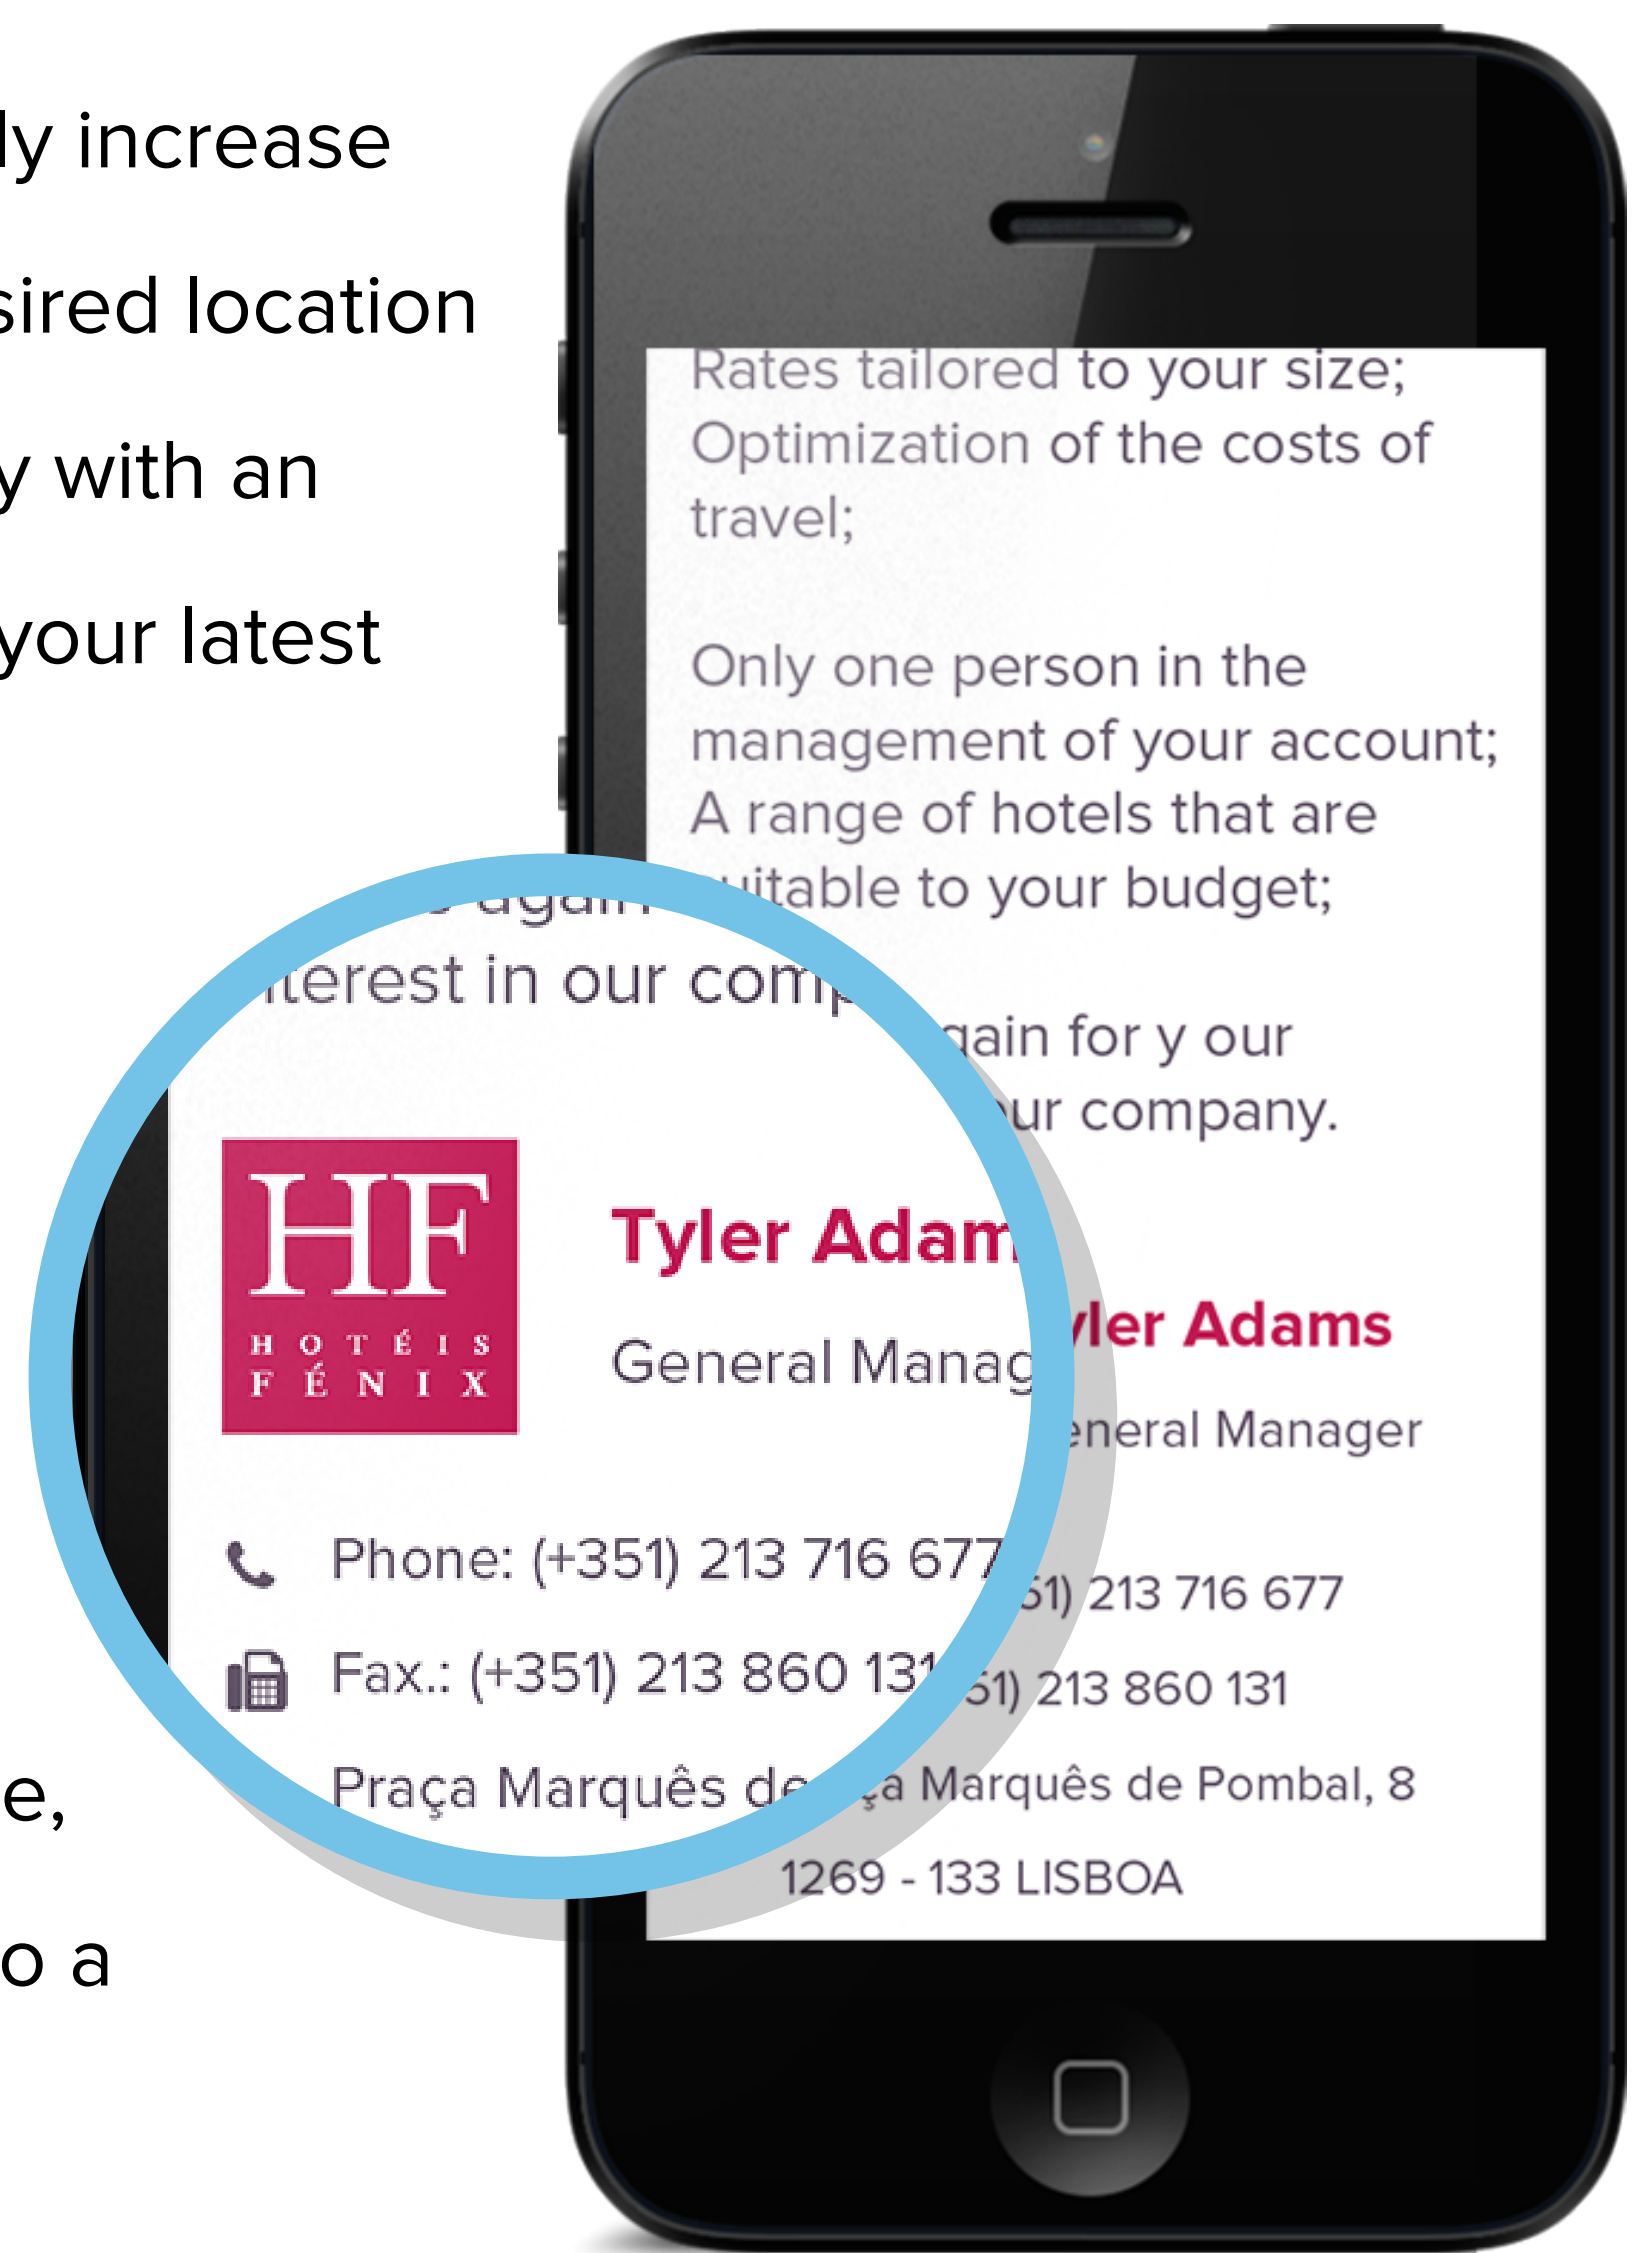 ly increase
sired location
y with an
your latest
e,
o a
Rates tailored to your size;
Optimization of the costs of
travel;
Only one person in the
management of your account;
A range of hotels that are
uitable to your budget;
gain for y our
ur company.
yler Adams
eneral Manager
51) 213 716 677
51) 213 860 131
ça Marquês de Pombal, 8
1269 - 133 LISBOA
again
terest in our comp
HF
HOTÉIS
FÉNIX
Tyler Adam
General Manag
Phone: (+351) 213 716 677
Fax.: (+351) 213 860 131
Praça Marquês de